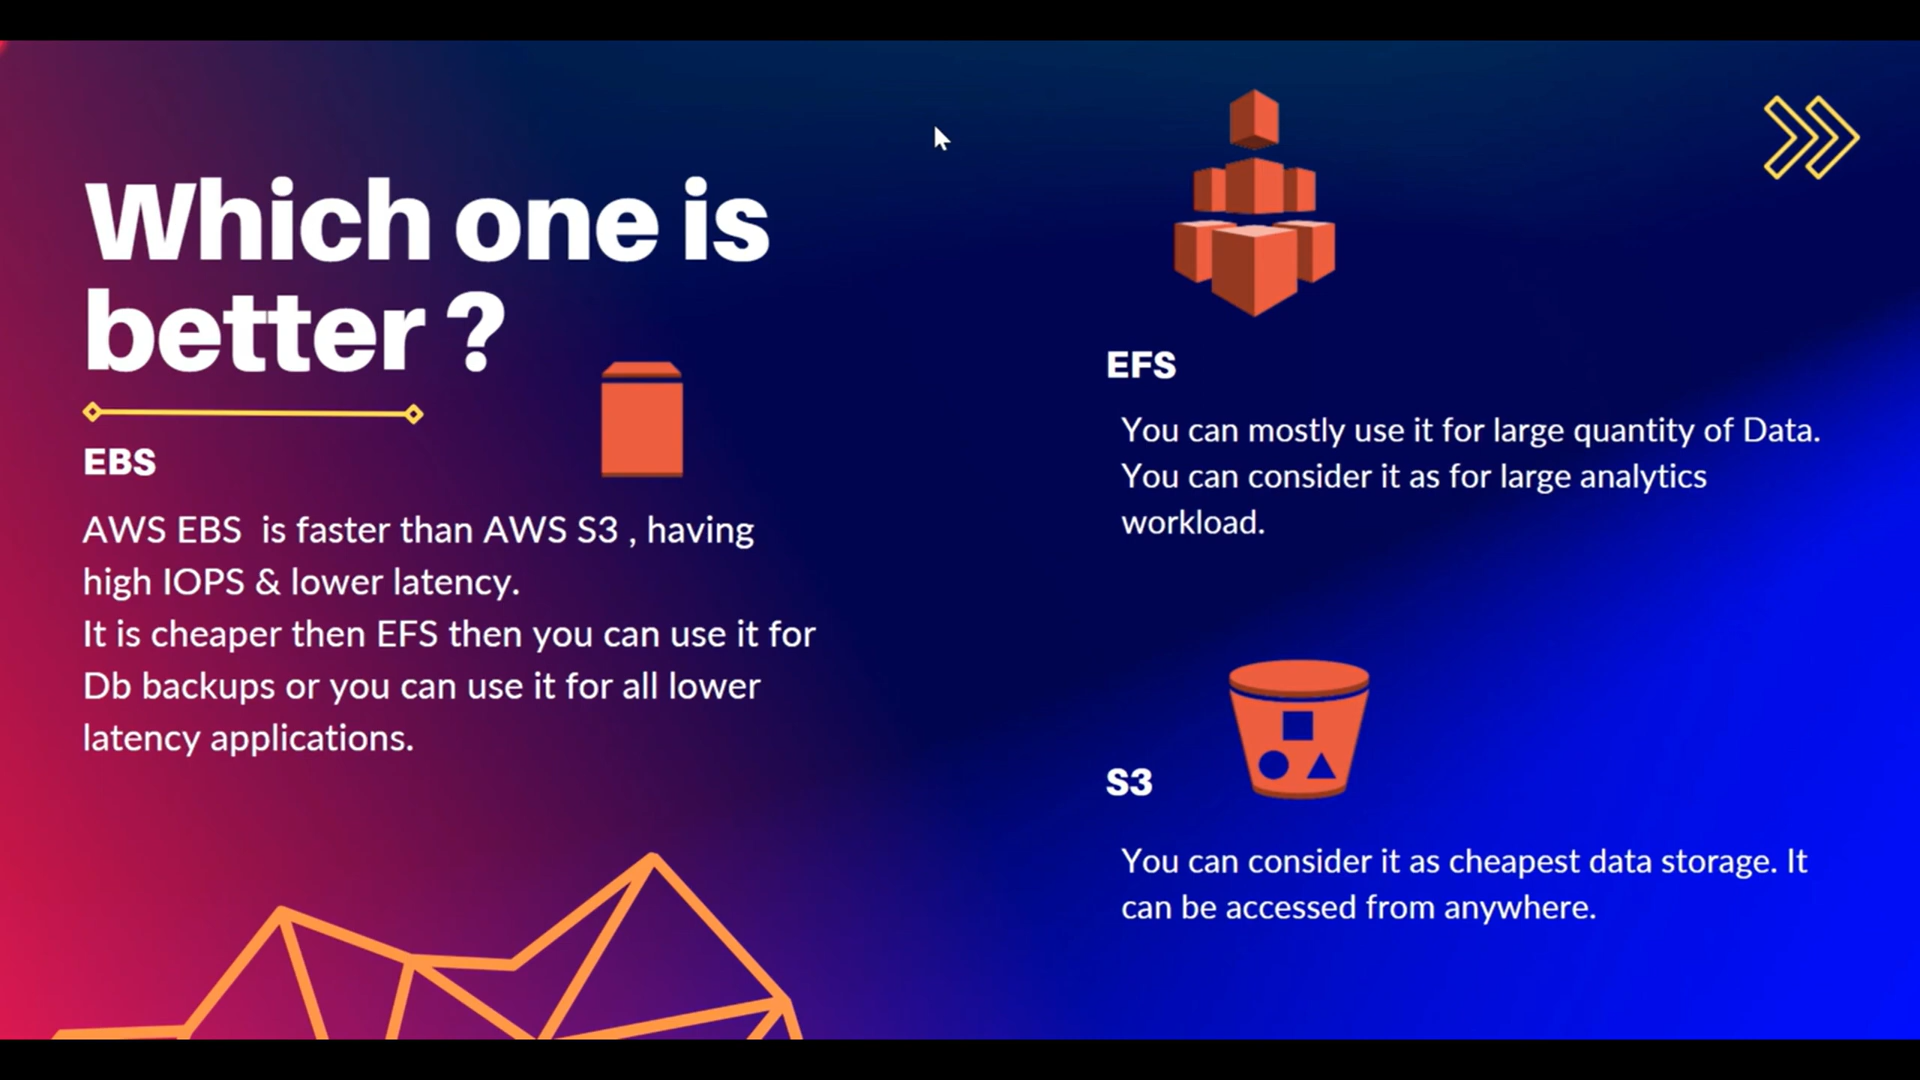 Which one is
better ?
EBS
AWS EBS is faster than AWS S3 , having
high IOPS & lower latency.
It is cheaper then EFS then you can use it for
Db backups or you can use it for all lower
latency applications.
EFS
You can mostly use it for large quantity of Data.
You can consider it as for large analytics
workload.
S3
You can consider it as cheapest data storage. It
can be accessed from anywhere.